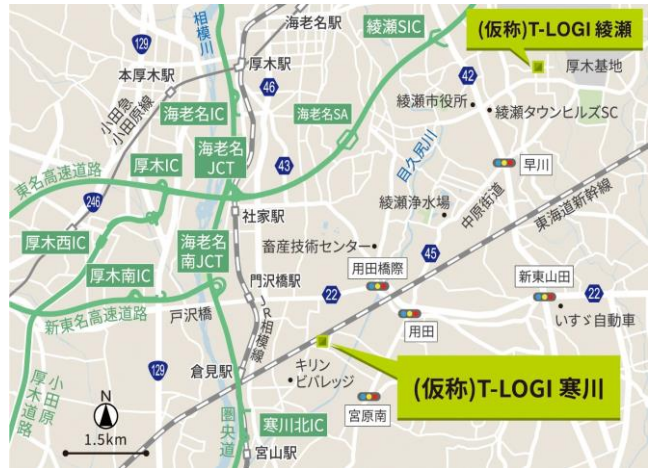 129
相模川
海老名駅
綾瀬SIC
(仮称)T-LOGI 綾瀬
厚木駅
本厚木駅
46
42
厚木基地
小田急
小田原線
海老名IC
海老名SA
綾瀬市役所
綾瀬タウンヒルズSC
目久尻川
海老名
JCT
厚木IC
43
早川
東名高速道路
246
社家駅
綾瀬浄水場
中原街道
東海道新幹線
厚木西IC
海老名
南JCT
畜産技術センター
45
厚木南IC
門沢橋駅
用田橋際
新東山田
22
22
新東名高速道路
戸沢橋
JR相模線
用田
いすゞ自動車
129
倉見駅
キリン
ビバレッジ
(仮称)T-LOGI 寒川
小田原
厚木道路
N
1.5km
圏央道
寒川北IC
宮原南
宮山駅